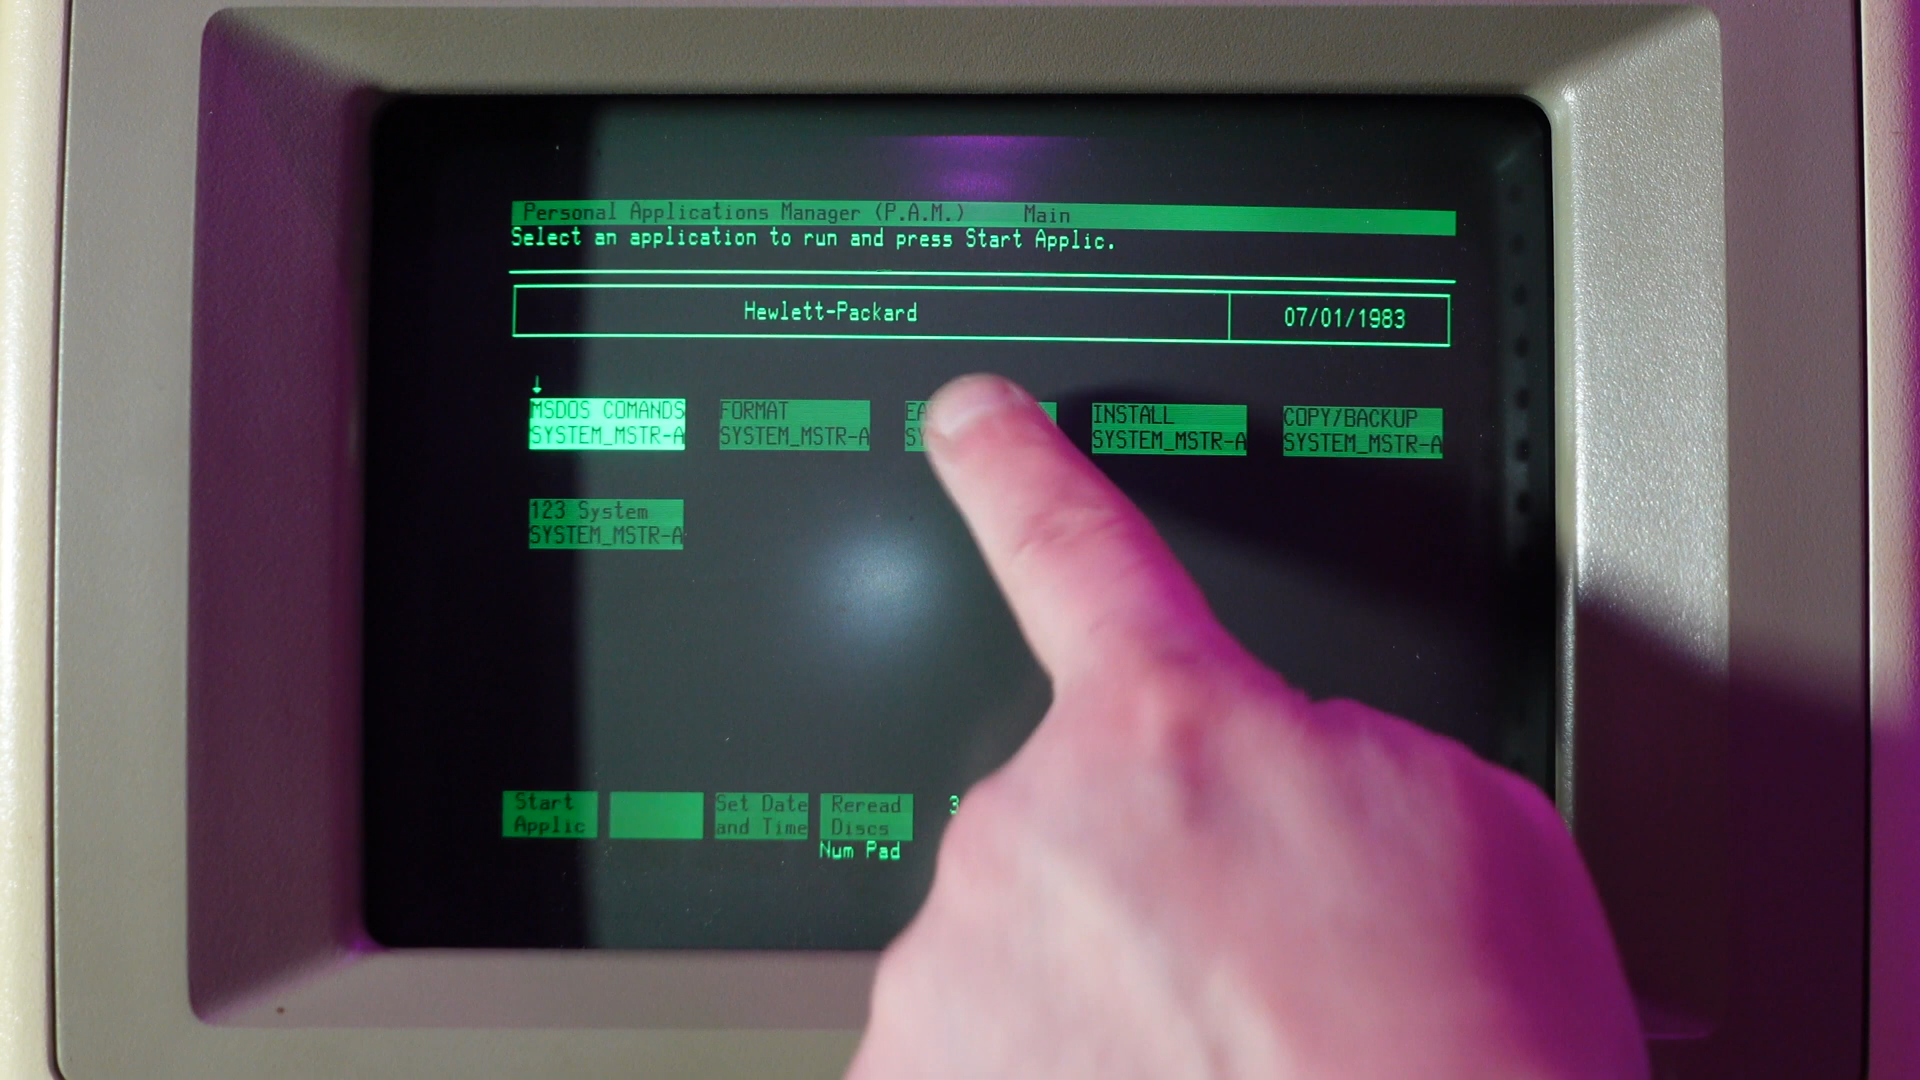 Personal Applications Manager (P.A.M.) Main
Select an application to run and press Start Applic.
Hewlett-Packard 07/01/1983
↓
MSDOS COMANDS FORMAT INSTALL COPY/BACKUP
SYSTEM_MSTR-A SYSTEM_MSTR-A SYSTEM_MSTR-A SYSTEM_MSTR-A
123 System
SYSTEM_MSTR-A
Start Set Date Reread
Applic and Time Discs
Num Pad